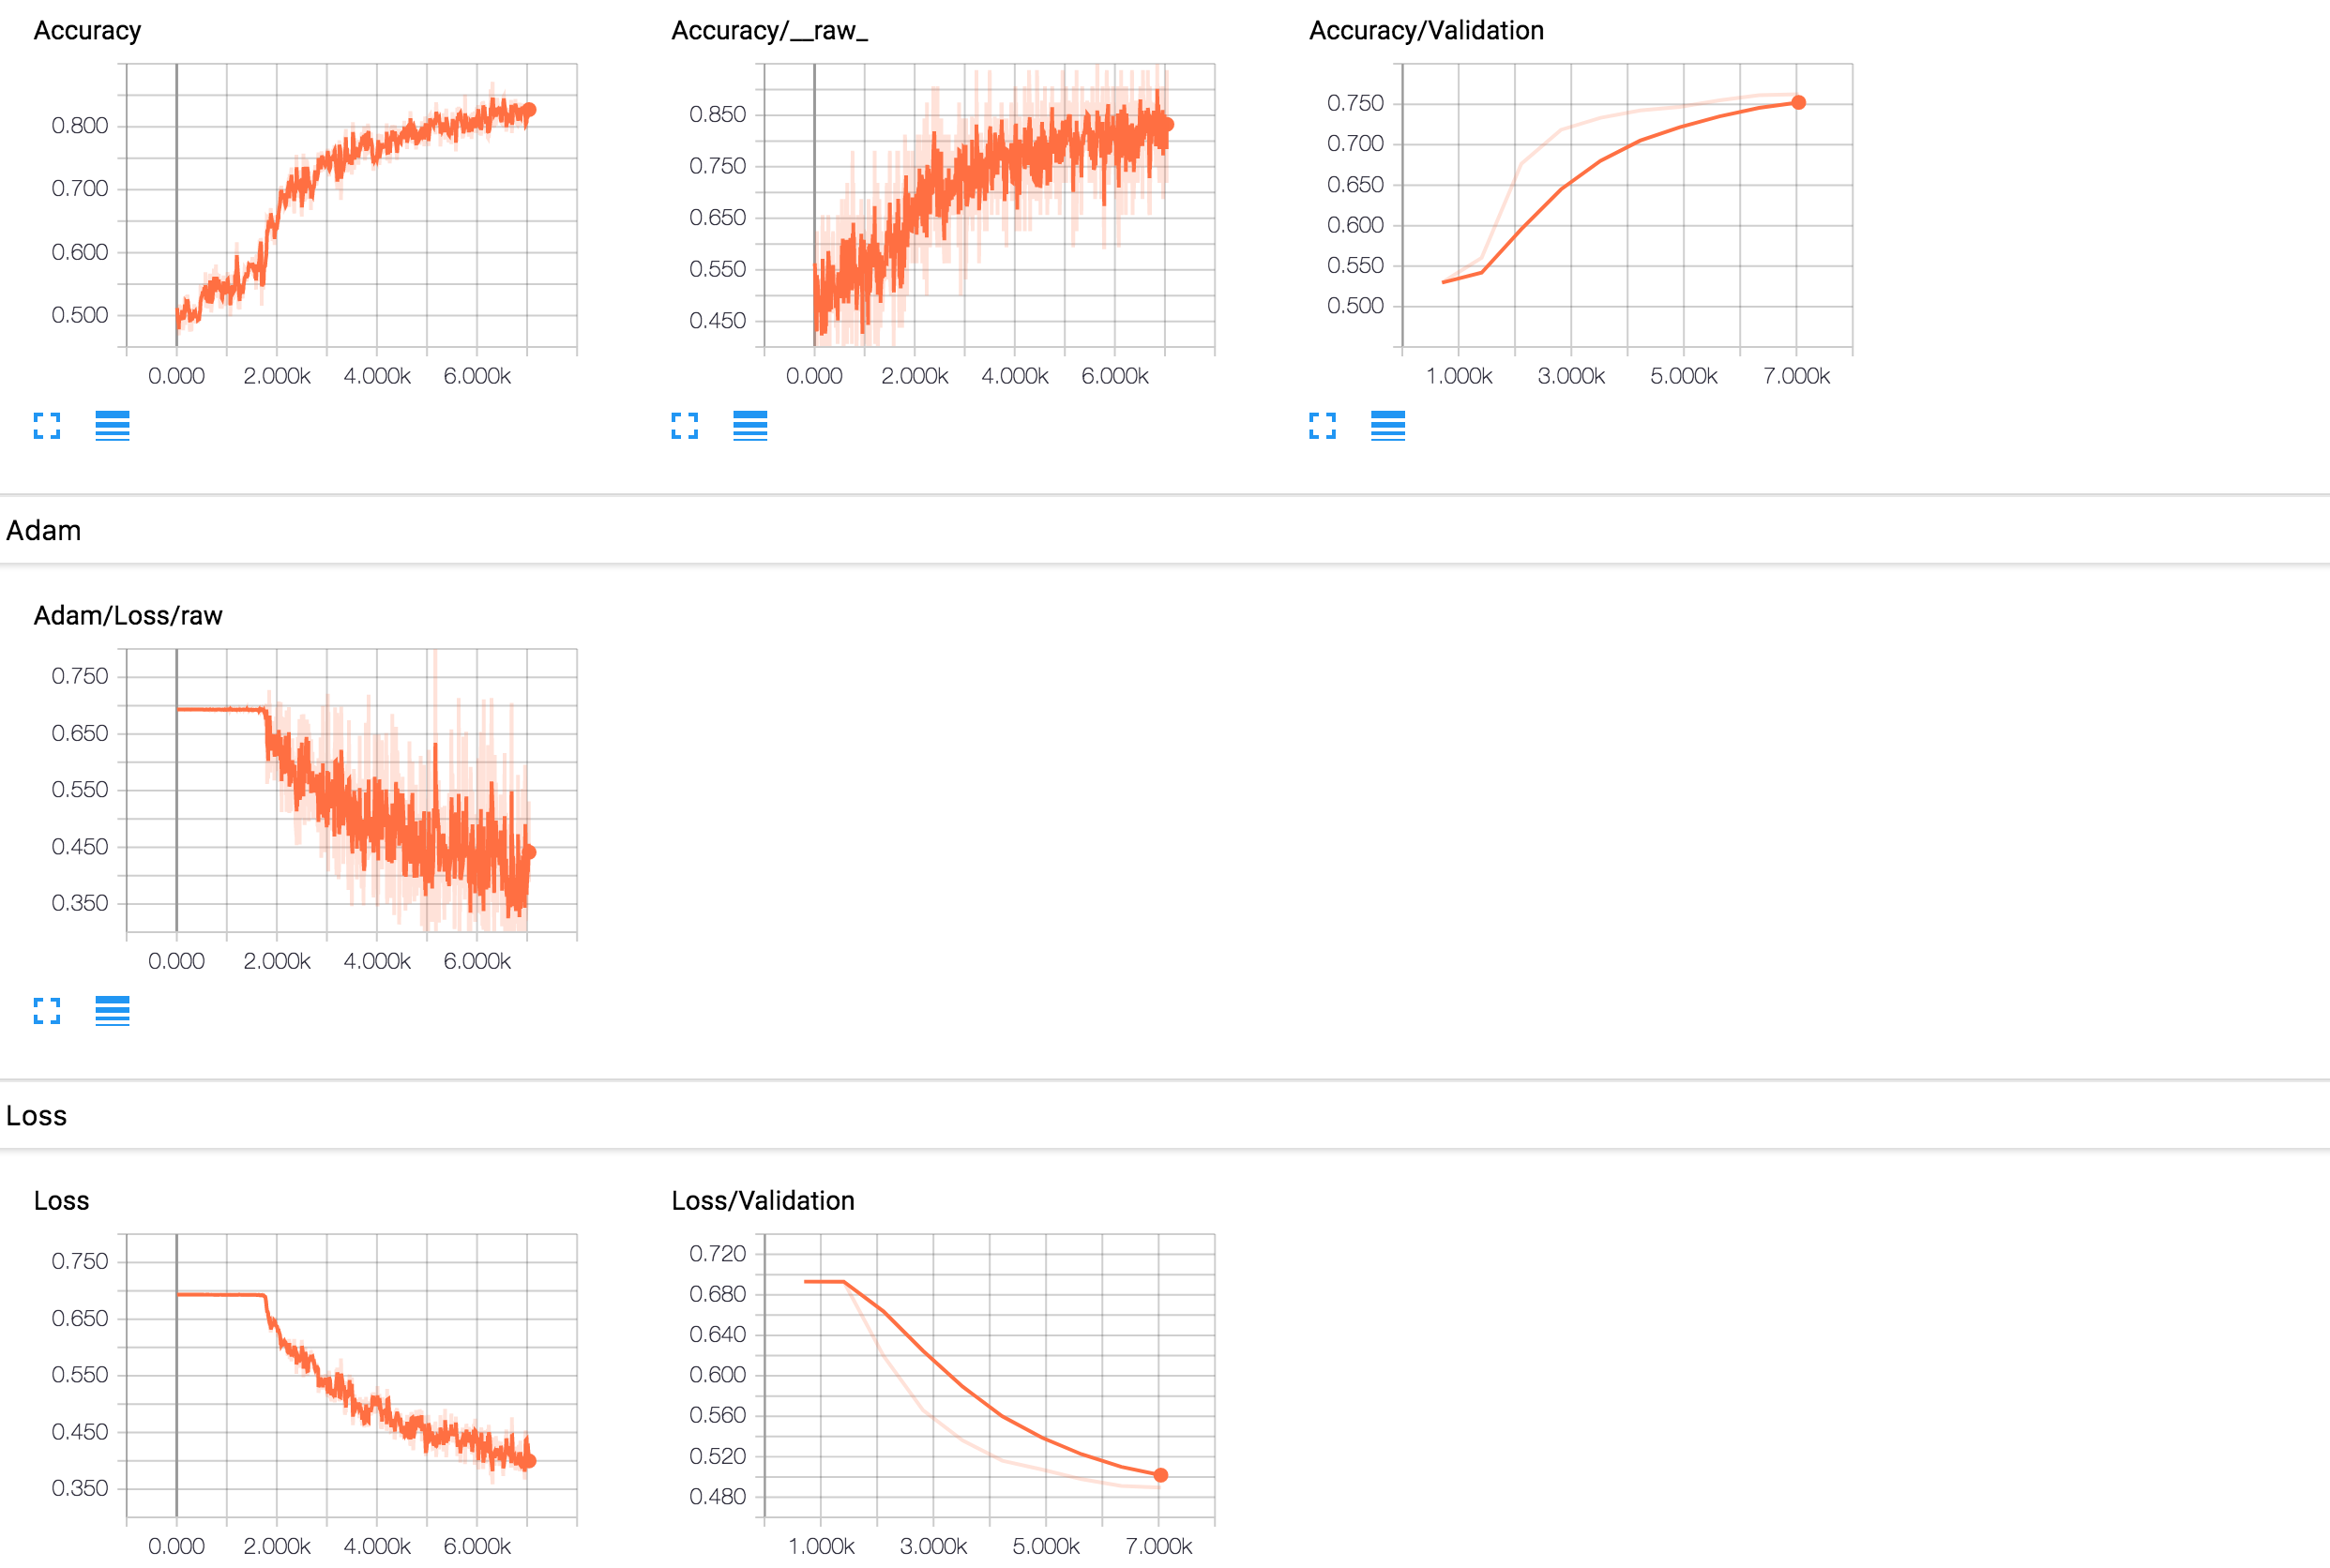 Accuracy
Accuracy/__raw_
Accuracy/Validation
0.800
0.700
0.600
0.500
0.000 2.000k 4.000k 6.000k
0.850
0.750
0.650
0.550
0.450
0.000 2.000k 4.000k 6.000k
0.750
0.700
0.650
0.600
0.550
0.500
1.000k 3.000k 5.000k 7.000k
Adam
Adam/Loss/raw
0.750
0.650
0.550
0.450
0.350
0.000 2.000k 4.000k 6.000k
Loss
Loss
Loss/Validation
0.750
0.650
0.550
0.450
0.350
0.000 2.000k 4.000k 6.000k
0.720
0.680
0.640
0.600
0.560
0.520
0.480
1.000k 3.000k 5.000k 7.000k